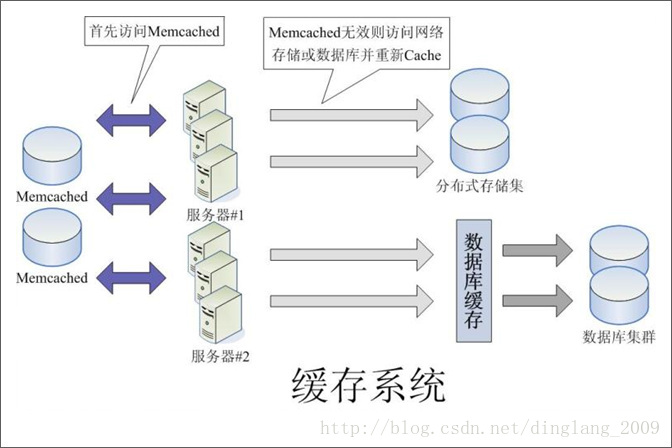 首先访问Memcached
Memcached无效则访问网络
存储或数据库并重新Cache
Memcached
Memcached
服务器#1
服务器#2
分布式存储集
数据库缓存
数据库集群
缓存系统
http://blog.csdn.net/dinglang_2009